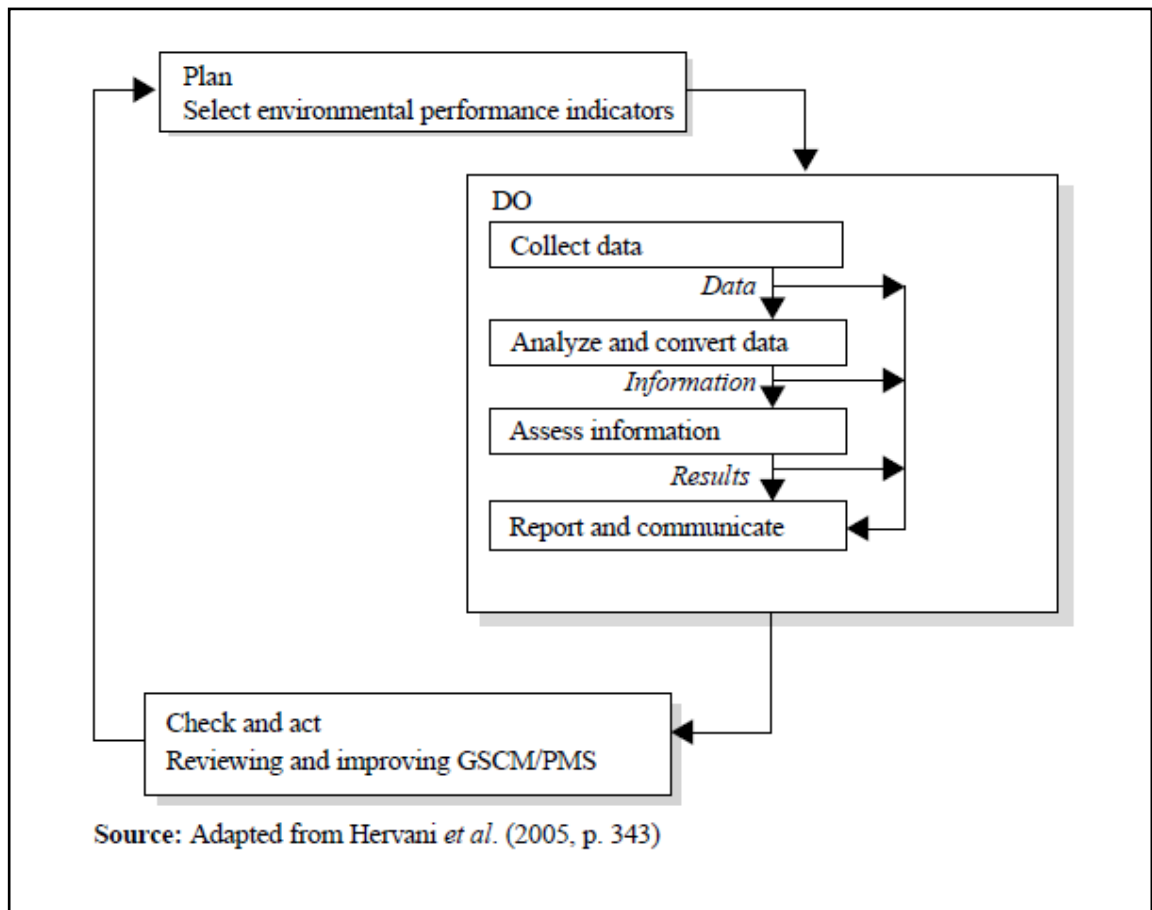 Plan
Select environmental performance indicators
DO
Collect data
Data
Analyze and convert data
Information
Assess information
Results
Report and communicate
Check and act
Reviewing and improving GSCM/PMS
Source: Adapted from Hervani et al. (2005, p. 343)